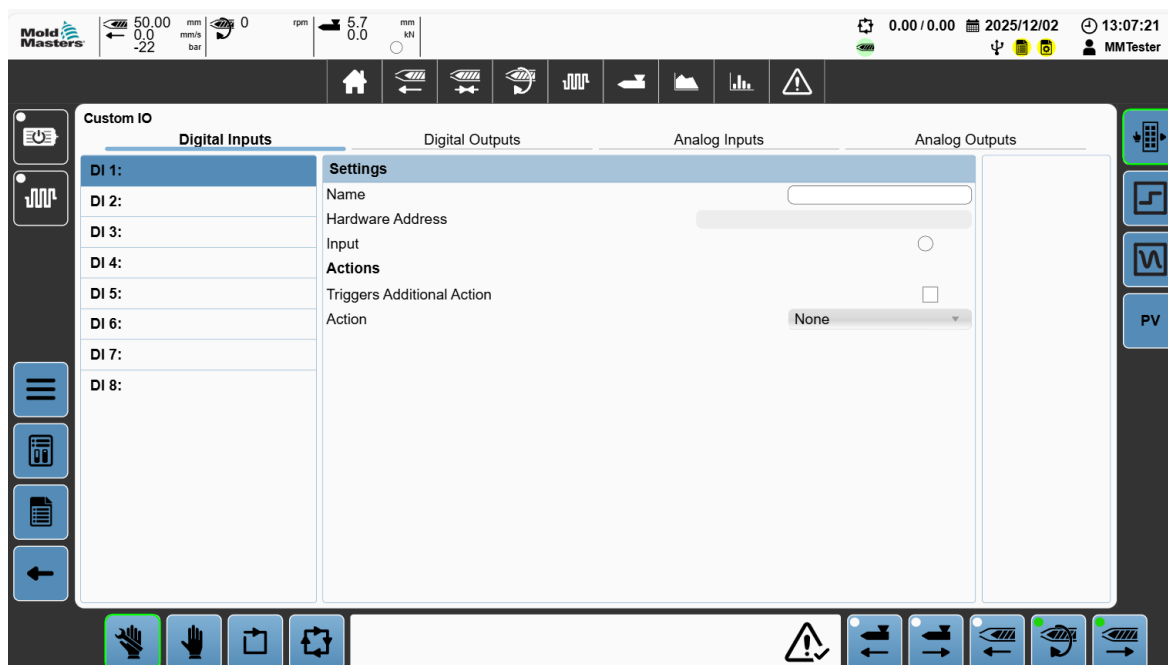 Mold Masters
50.00 mm
0.0 mm/s
-22 bar
0 rpm
5.7 mm
0.0 kN
0.00 / 0.00
2025/12/02
13:07:21
MMTester
Custom IO
Digital Inputs
Digital Outputs
Analog Inputs
Analog Outputs
DI 1:
DI 2:
DI 3:
DI 4:
DI 5:
DI 6:
DI 7:
DI 8:
Settings
Name
Hardware Address
Input
Actions
Triggers Additional Action
Action
None
PV